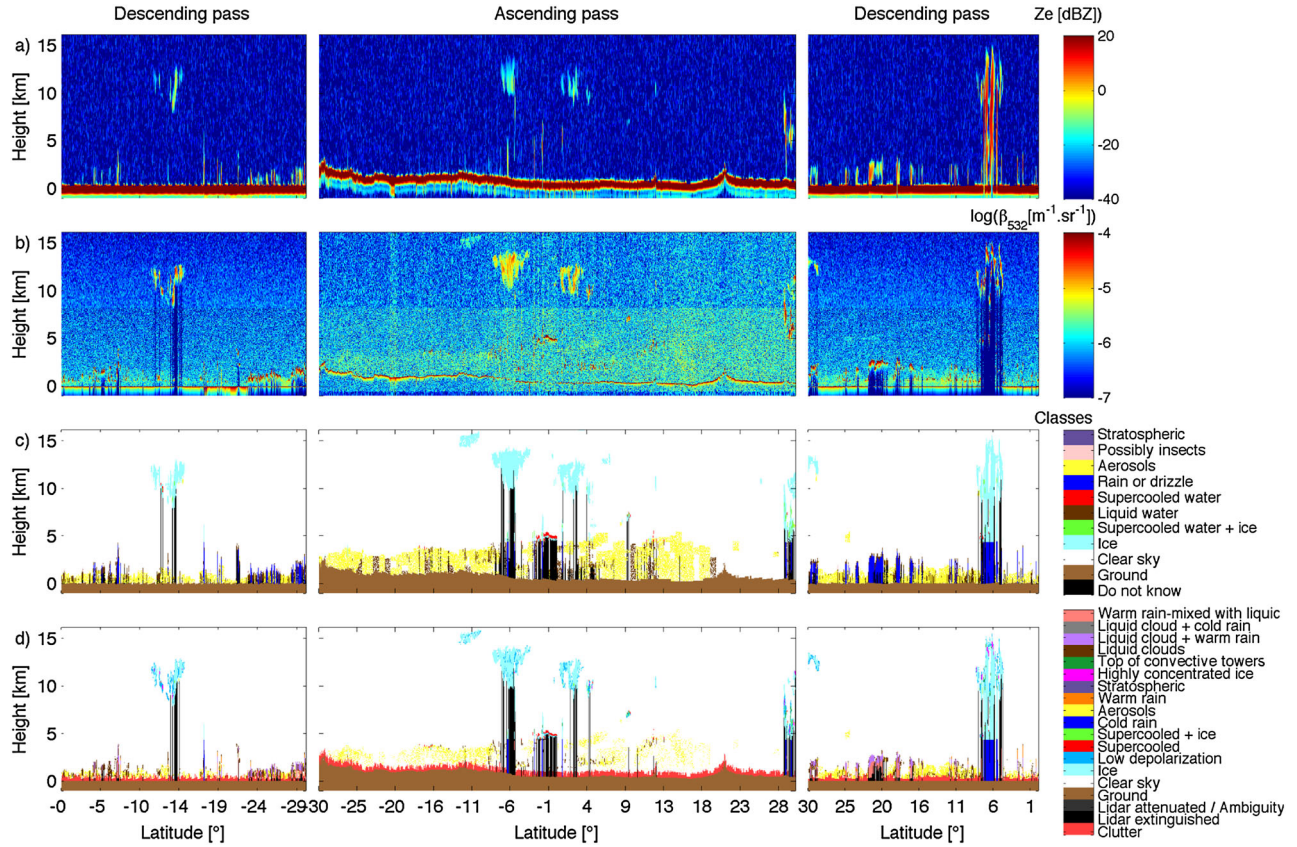 Descending pass
Ascending pass
Descending pass
Ze [dBZ])
a)
Height [km]
15
10
5
0
20
0
-20
-40
b)
Height [km]
15
10
5
0
log(β532[m-1.sr-1])
-4
-5
-6
-7
c)
Height [km]
15
10
5
0
Classes
Stratospheric
Possibly insects
Aerosols
Rain or drizzle
Supercooled water
Liquid water
Supercooled water + ice
Ice
Clear sky
Ground
Do not know
d)
Height [km]
15
10
5
0
Warm rain-mixed with liquic
Liquid cloud + cold rain
Liquid cloud + warm rain
Liquid clouds
Top of convective towers
Highly concentrated ice
Stratospheric
Warm rain
Aerosols
Cold rain
Supercooled + ice
Supercooled
Low depolarization
Ice
Clear sky
Ground
Lidar attenuated / Ambiguity
Lidar extinguished
Clutter
-0 -5 -10 -14 -19 -24 -29
30 -25 -21 -16 -11 -6 -1 4 9 13 18 23 28
30 25 21 16 11 6 1
Latitude [°]
Latitude [°]
Latitude [°]